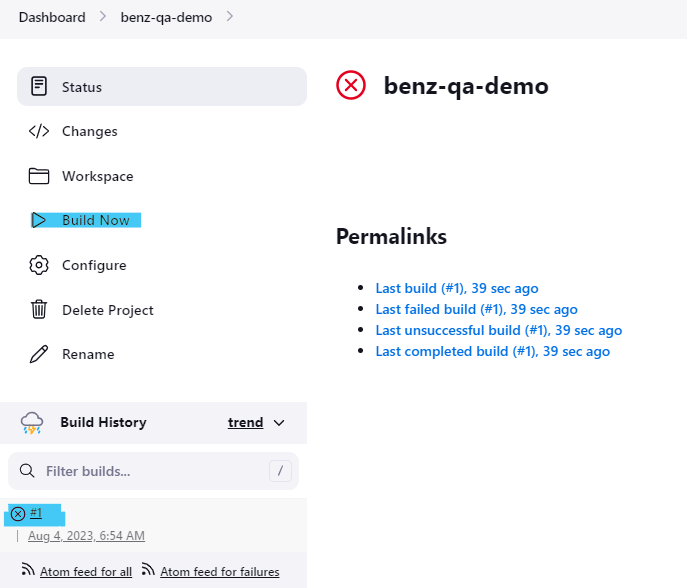 Dashboard > benz-qa-demo >
Status
Changes
Workspace
Build Now
Configure
Delete Project
Rename
Build History trend
Filter builds... /
#1
Aug 4, 2023, 6:54 AM
Atom feed for all Atom feed for failures
benz-qa-demo
Permalinks
Last build (#1), 39 sec ago
Last failed build (#1), 39 sec ago
Last unsuccessful build (#1), 39 sec ago
Last completed build (#1), 39 sec ago